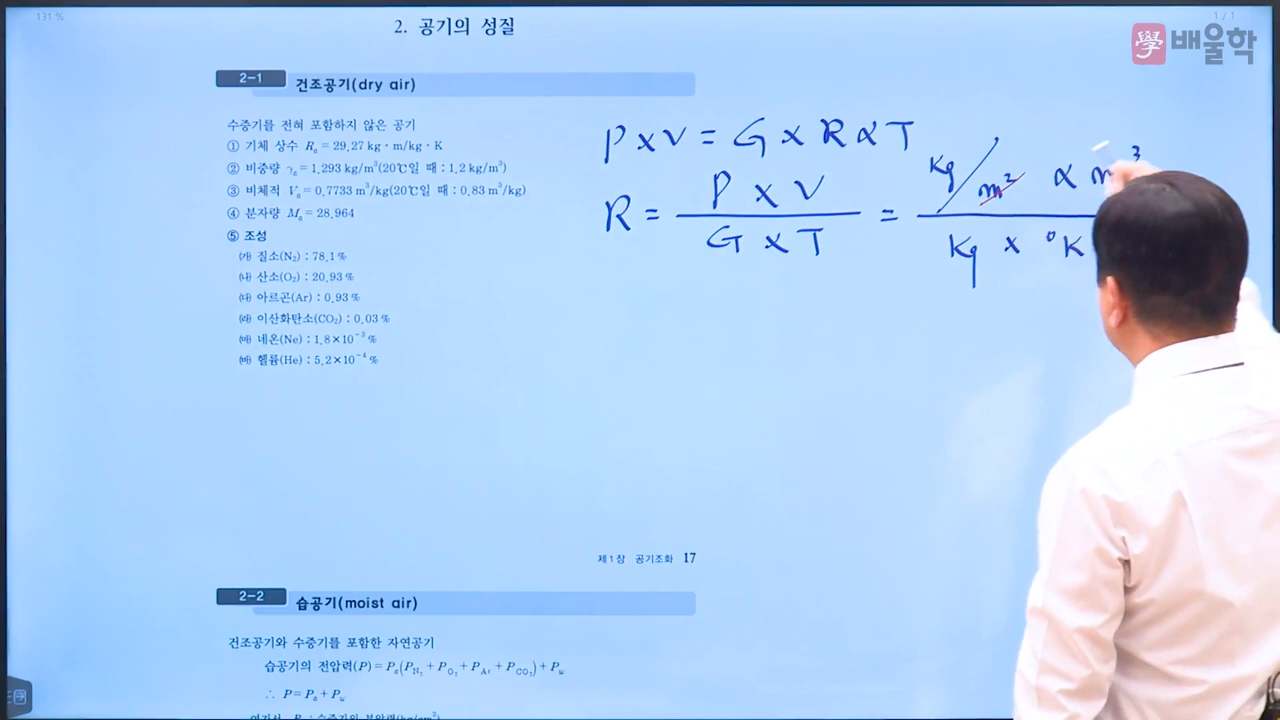 131 %
1 / 1
學 배울학
2. 공기의 성질
2-1 건조공기(dry air)
수증기를 전혀 포함하지 않은 공기
① 기체 상수 Rₐ = 29.27 kg · m/kg · K
② 비중량 γₐ = 1.293 kg/m³(20℃일 때 : 1.2 kg/m³)
③ 비체적 Vₐ = 0.7733 m³/kg(20℃일 때 : 0.83 m³/kg)
④ 분자량 Mₐ = 28.964
⑤ 조성
㈎ 질소(N₂) : 78.1 %
㈏ 산소(O₂) : 20.93 %
㈐ 아르곤(Ar) : 0.93 %
㈑ 이산화탄소(CO₂) : 0.03 %
㈒ 네온(Ne) : 1.8×10⁻³ %
㈓ 헬륨(He) : 5.2×10⁻⁴ %
P × V = G × R × T
R = P × V / G × T = kg/m² × m³ / kg × °K
제1장 공기조화 17
2-2 습공기(moist air)
건조공기와 수증기를 포함한 자연공기
습공기의 전압력(P) = Pₐ(P_N₂ + P_O₂ + P_Ar + P_CO₂) + P_w
∴ P = Pₐ + P_w